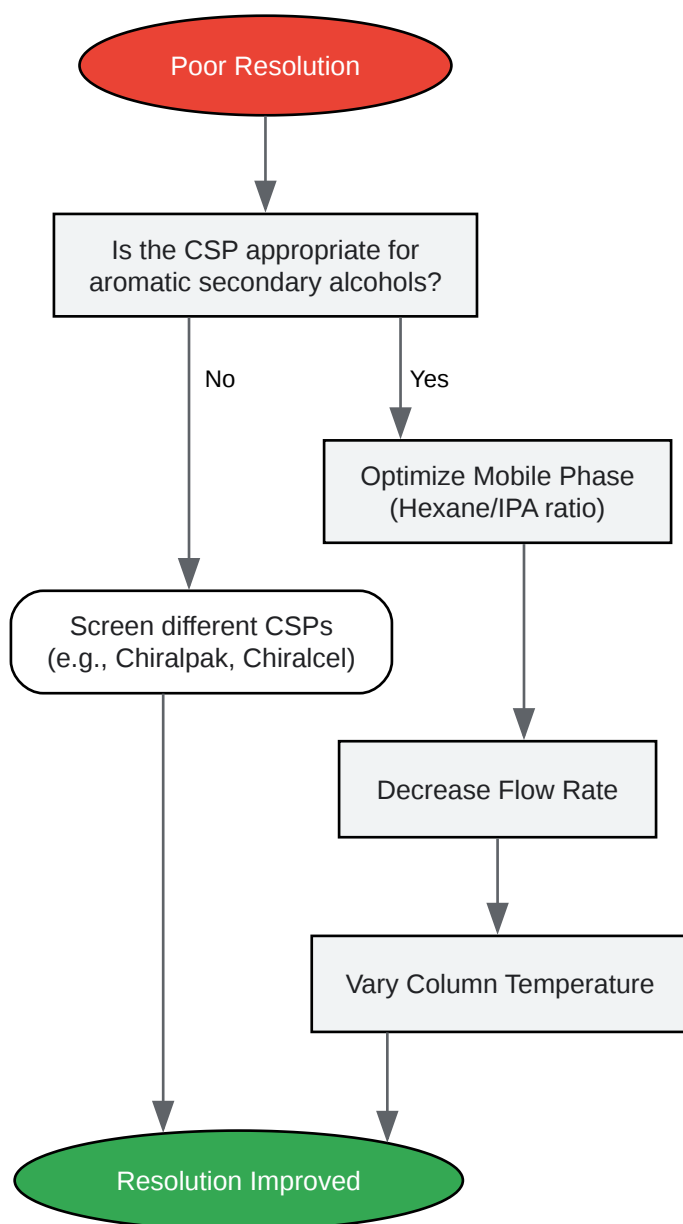 Poor Resolution
Is the CSP appropriate for
aromatic secondary alcohols?
No
Yes
Optimize Mobile Phase
(Hexane/IPA ratio)
Screen different CSPs
(e.g., Chiralpak, Chiralcel)
Decrease Flow Rate
Vary Column Temperature
Resolution Improved